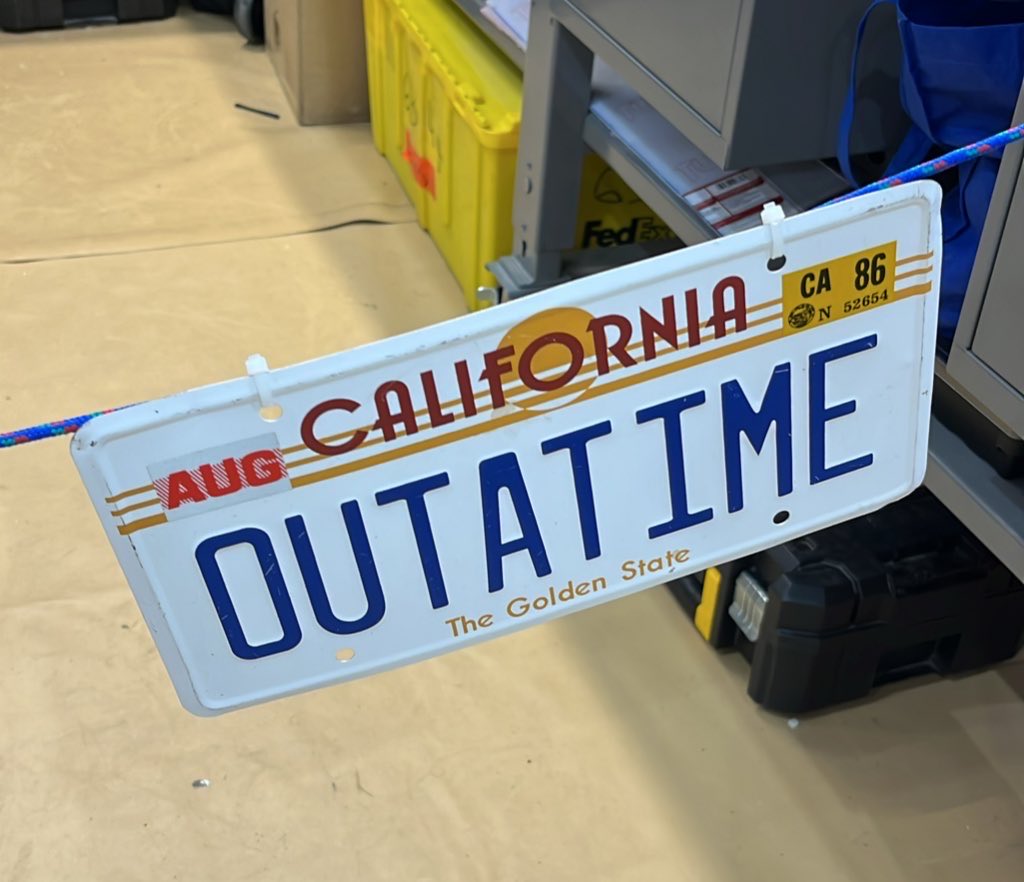 FedEx
CALIFORNIA
CA 86
N 52654
AUG
OUTATIME
The Golden State